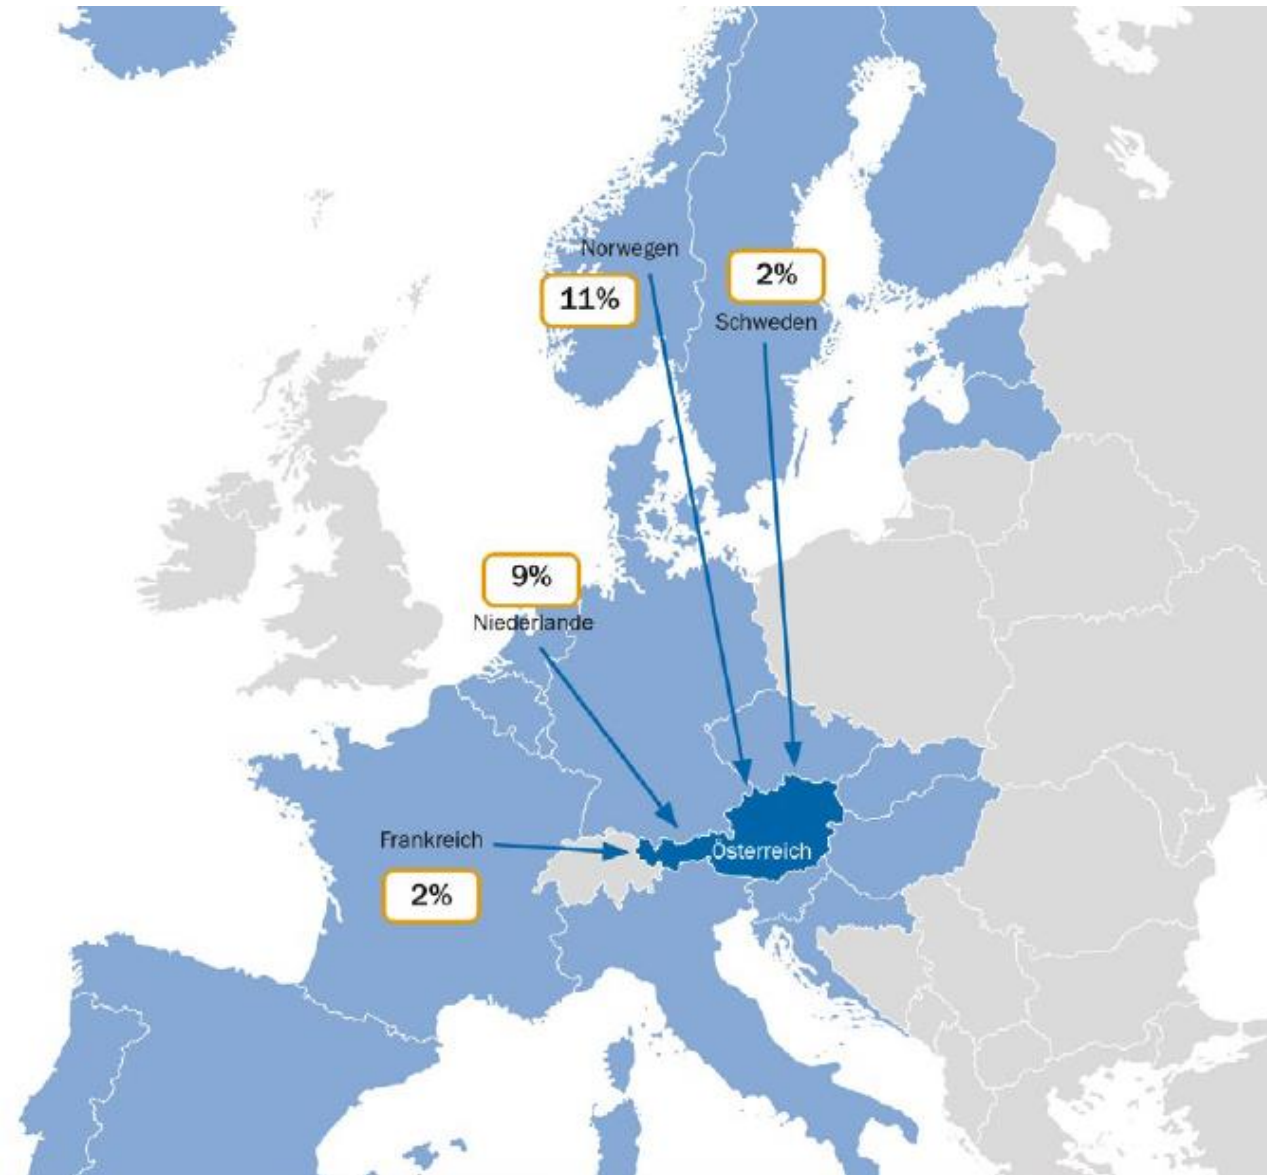 Norwegen
11%
2%
Schweden
9%
Niederlande
Frankreich
2%
Österreich